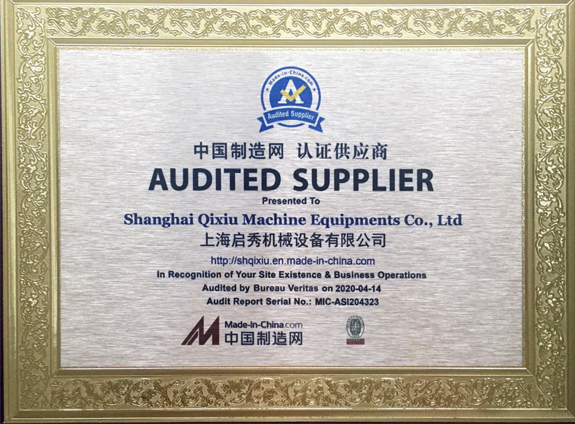 Made-in-China.com
A
Audited Supplier
中国制造网 认证供应商
AUDITED SUPPLIER
Presented To
Shanghai Qixiu Machine Equipments Co., Ltd
上海启秀机械设备有限公司
http://shqixiu.en.made-in-china.com
In Recognition of Your Site Existence & Business Operations
Audited by Bureau Veritas on 2020-04-14
Audit Report Serial No.: MIC-ASI204323
Made-in-China.com
中国制造网